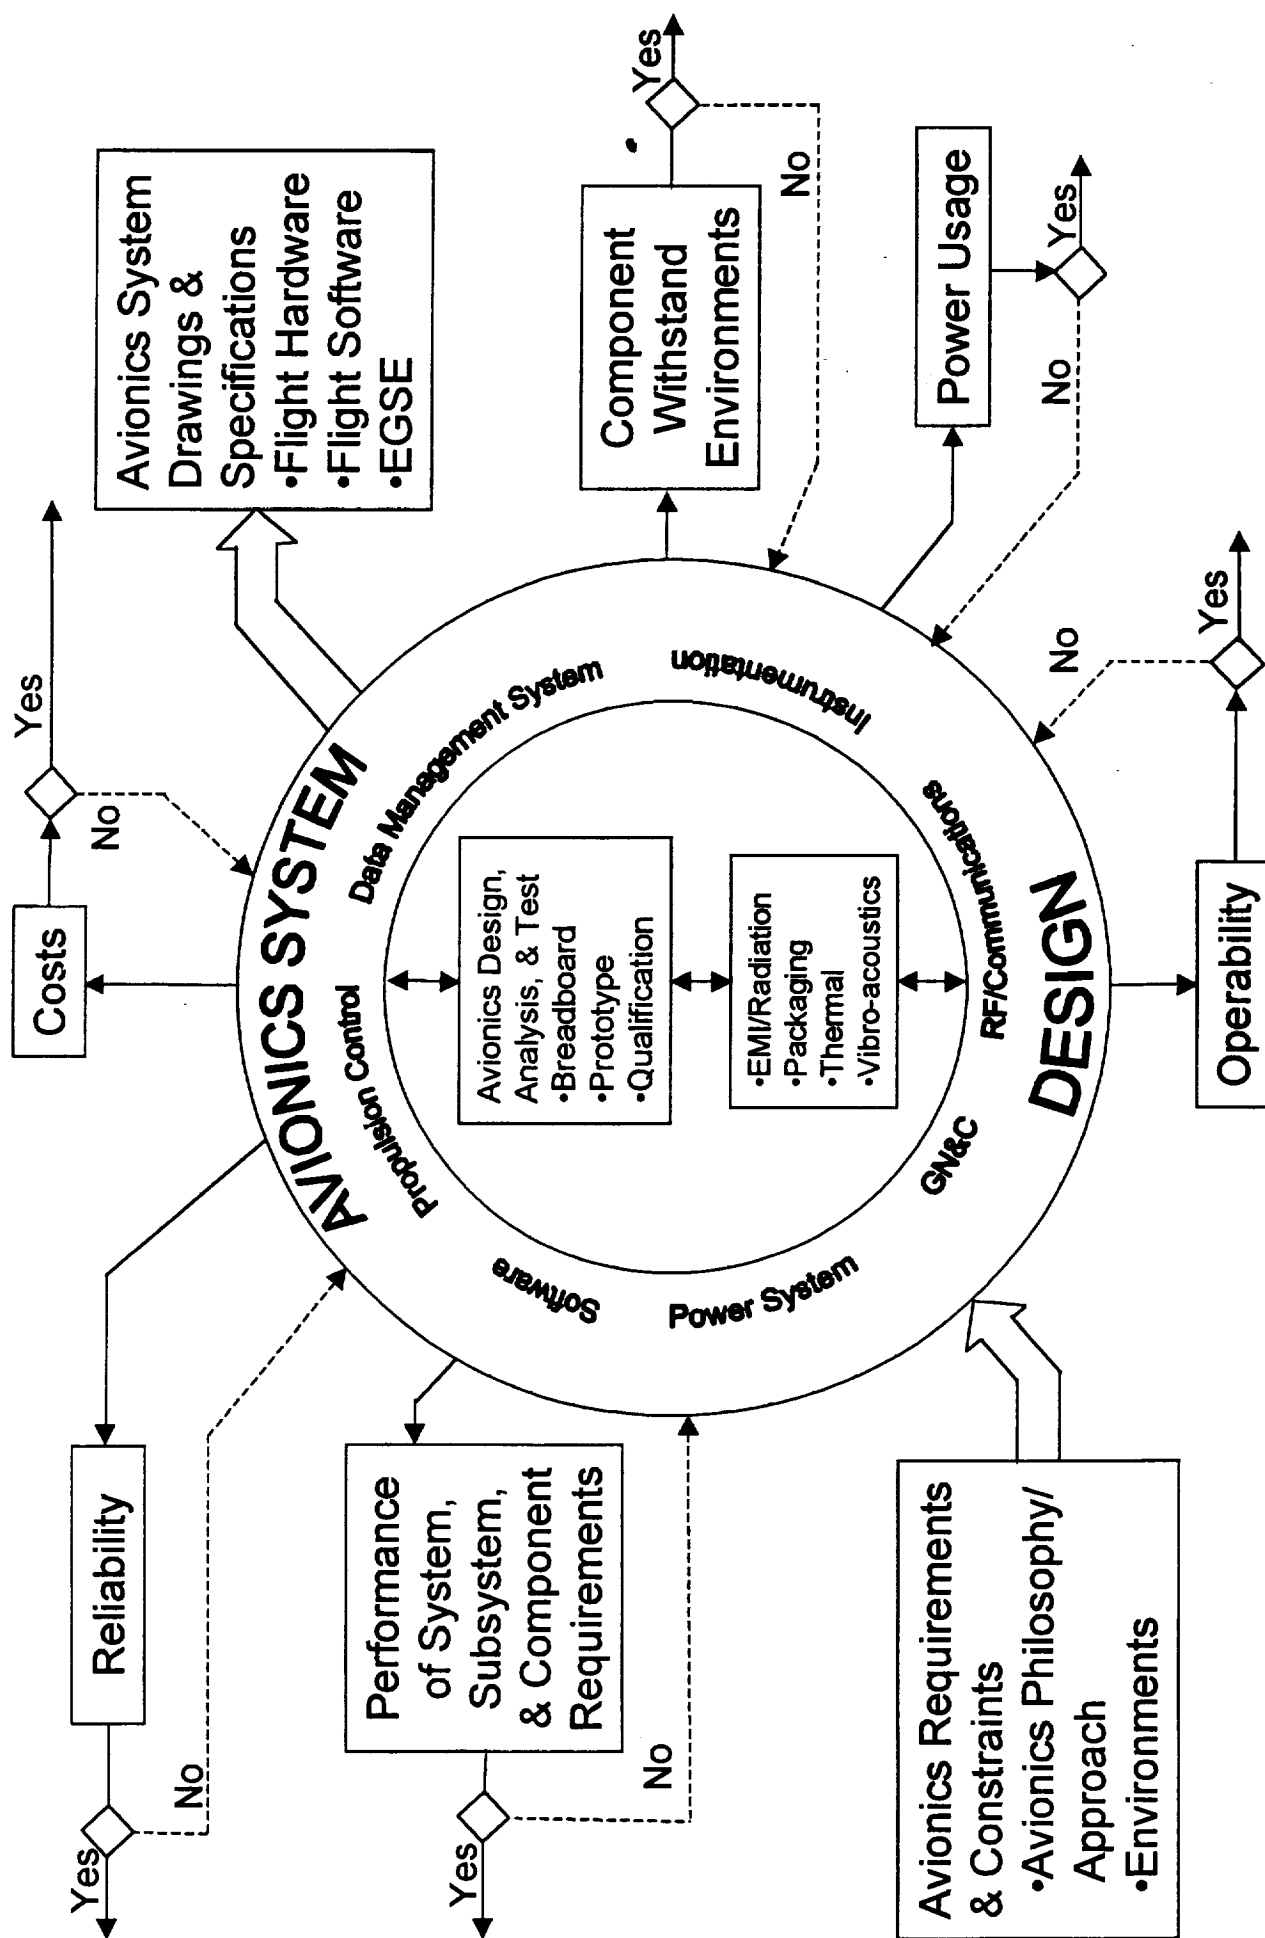 Reliability
Yes
No
Costs
Yes
No
Avionics System
Drawings &
Specifications
•Flight Hardware
•Flight Software
•EGSE
Performance
of System,
Subsystem,
& Component
Requirements
Yes
No
AVIONICS SYSTEM
DESIGN
Propulsion Control
Data Management System
Instrumentation
RF/Communications
GN&C
Power System
Software
Avionics Design,
Analysis, & Test
•Breadboard
•Prototype
•Qualification
•EMI/Radiation
•Packaging
•Thermal
•Vibro-acoustics
Component
Withstand
Environments
Yes
No
Power Usage
Yes
No
Avionics Requirements
& Constraints
•Avionics Philosophy/
Approach
•Environments
Operability
Yes
No